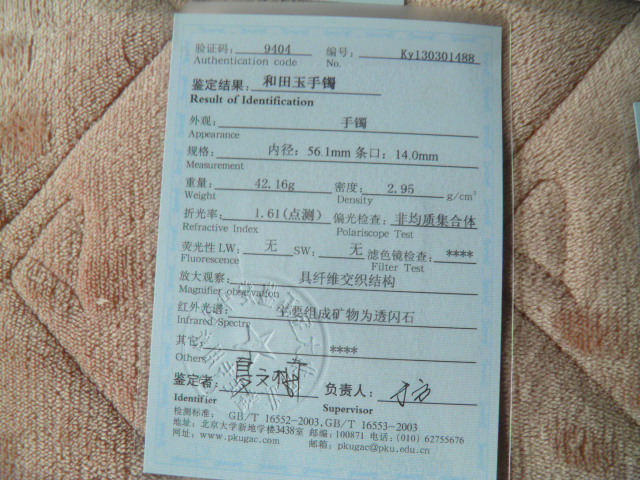 验证码： 9404 编号： Ky130301488
Authentication code No.
鉴定结果： 和田玉手镯
Result of Identification
外观： 手镯
Appearance
规格： 内径：56.1mm 条口：14.0mm
Measurement
重量： 42.16g 密度： 2.95 g/cm³
Weight Density
折光率： 1.61(点测) 偏光检查： 非均质集合体
Refractive Index Polariscope Test
荧光性 LW： 无 SW： 无 滤色镜检查： ****
Fluorescence Filter Test
放大观察： 具纤维交织结构
Magnifier observation
红外光谱： 主要组成矿物为透闪石
Infrared Spectra
其它： ****
Others
鉴定者： 负责人：
Identifier Supervisor
检测标准： GB/T 16552-2003,GB/T 16553-2003
地址：北京大学新地学楼3438室 邮编：100871 电话：(010) 62755676
网址：www.pkugac.com 邮箱：pkugac@pku.edu.cn